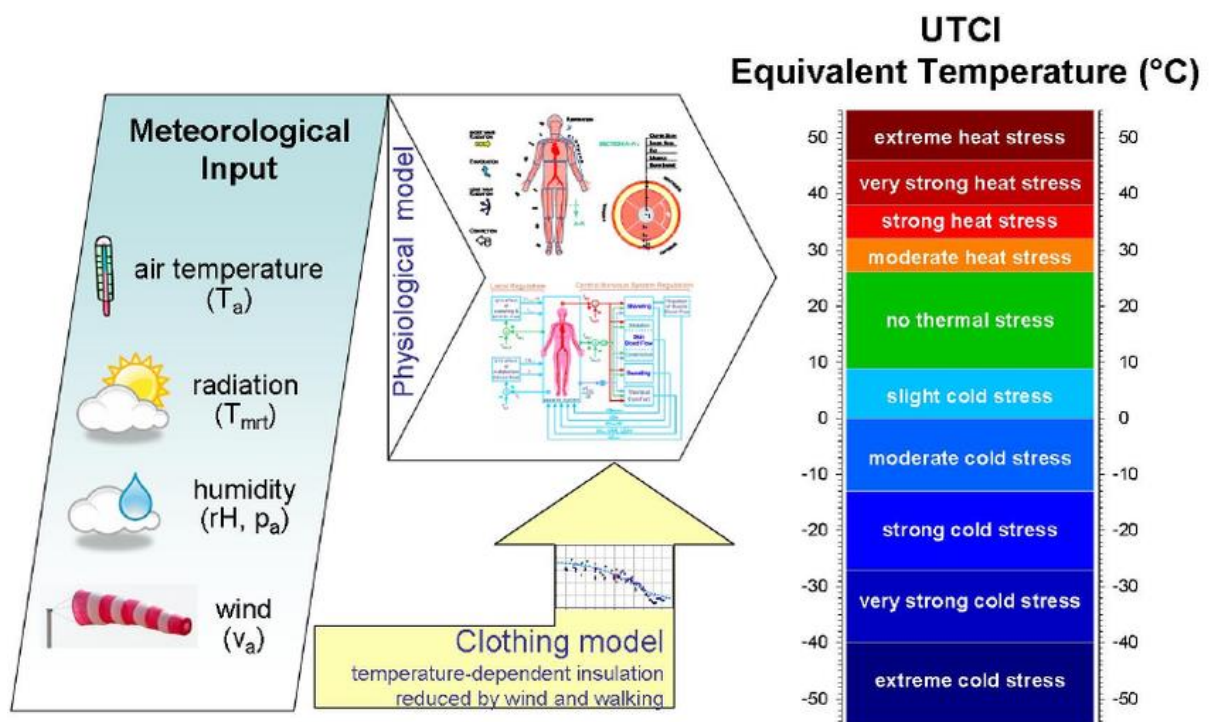 UTCI
Equivalent Temperature (°C)
Meteorological
Input
air temperature
(Ta)
radiation
(Tmrt)
humidity
(rH, pa)
wind
(va)
Physiological model
Clothing model
temperature-dependent insulation
reduced by wind and walking
50
40
30
20
10
0
-10
-20
-30
-40
-50
extreme heat stress
very strong heat stress
strong heat stress
moderate heat stress
no thermal stress
slight cold stress
moderate cold stress
strong cold stress
very strong cold stress
extreme cold stress
50
40
30
20
10
0
-10
-20
-30
-40
-50